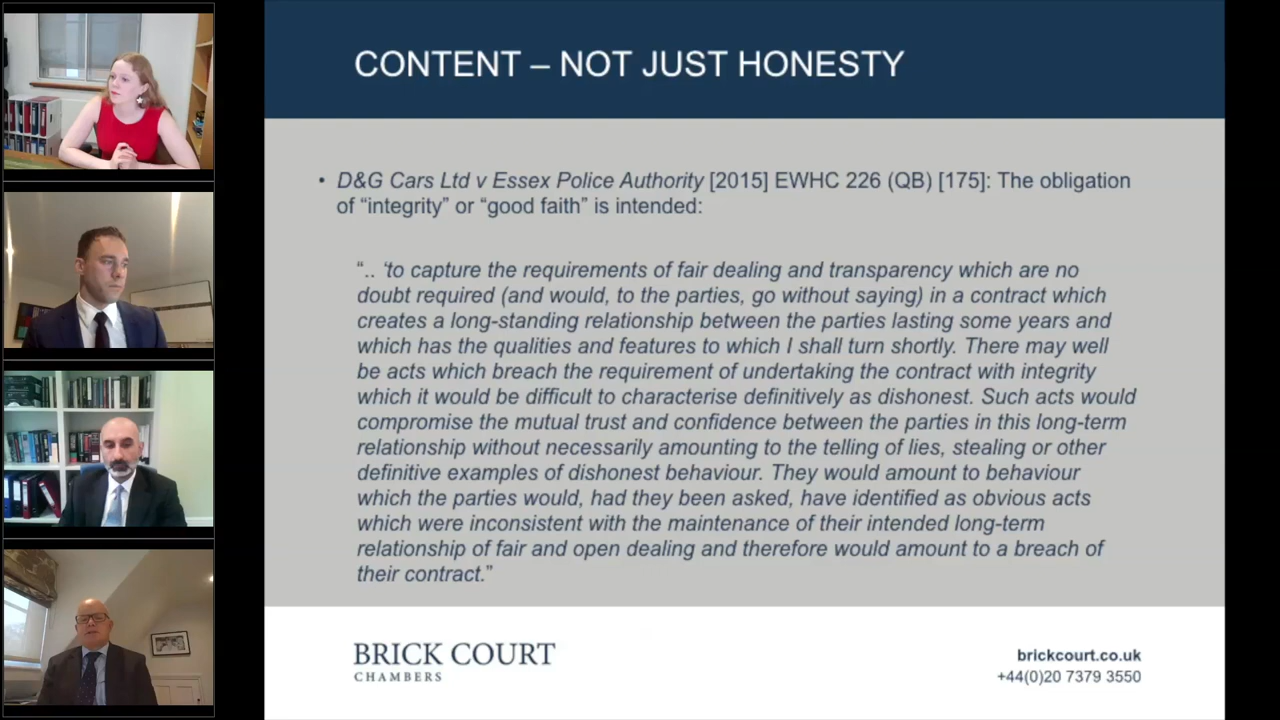 CONTENT – NOT JUST HONESTY
• D&G Cars Ltd v Essex Police Authority [2015] EWHC 226 (QB) [175]: The obligation
of “integrity” or “good faith” is intended:
“.. ‘to capture the requirements of fair dealing and transparency which are no
doubt required (and would, to the parties, go without saying) in a contract which
creates a long-standing relationship between the parties lasting some years and
which has the qualities and features to which I shall turn shortly. There may well
be acts which breach the requirement of undertaking the contract with integrity
which it would be difficult to characterise definitively as dishonest. Such acts would
compromise the mutual trust and confidence between the parties in this long-term
relationship without necessarily amounting to the telling of lies, stealing or other
definitive examples of dishonest behaviour. They would amount to behaviour
which the parties would, had they been asked, have identified as obvious acts
which were inconsistent with the maintenance of their intended long-term
relationship of fair and open dealing and therefore would amount to a breach of
their contract.”
BRICK COURT
CHAMBERS
brickcourt.co.uk
+44(0)20 7379 3550